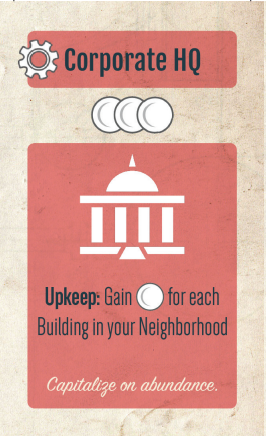 Corporate HQ
Upkeep: Gain for each
Building in your Neighborhood
Capitalize on abundance.